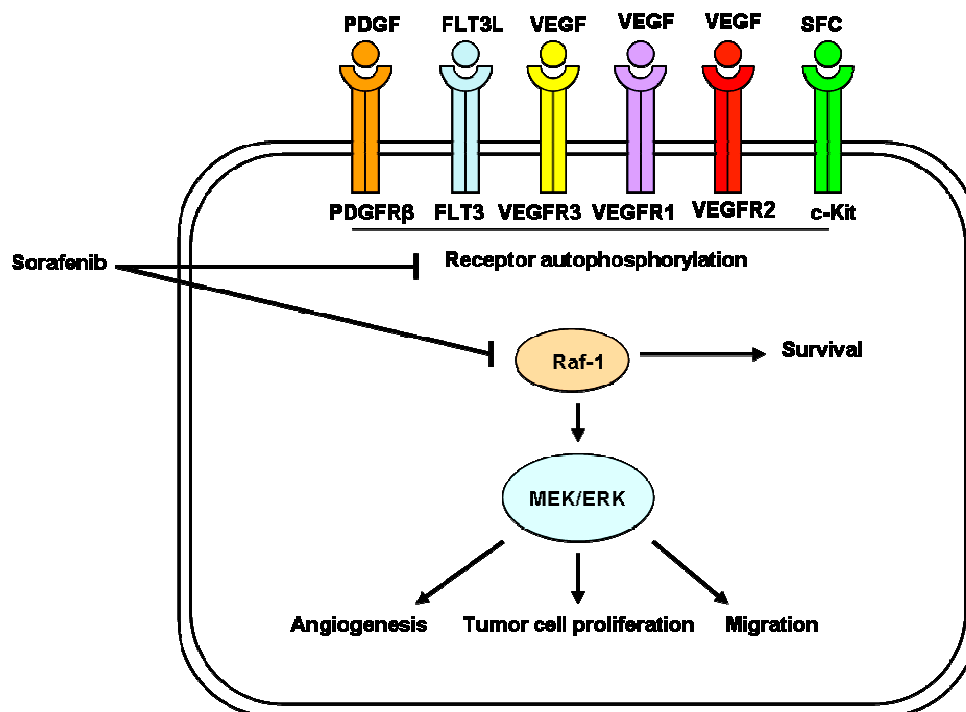 PDGF FLT3L VEGF VEGF VEGF SFC
PDGFRβ FLT3 VEGFR3 VEGFR1 VEGFR2 c-Kit
Sorafenib
Receptor autophosphorylation
Raf-1
Survival
MEK/ERK
Angiogenesis Tumor cell proliferation Migration